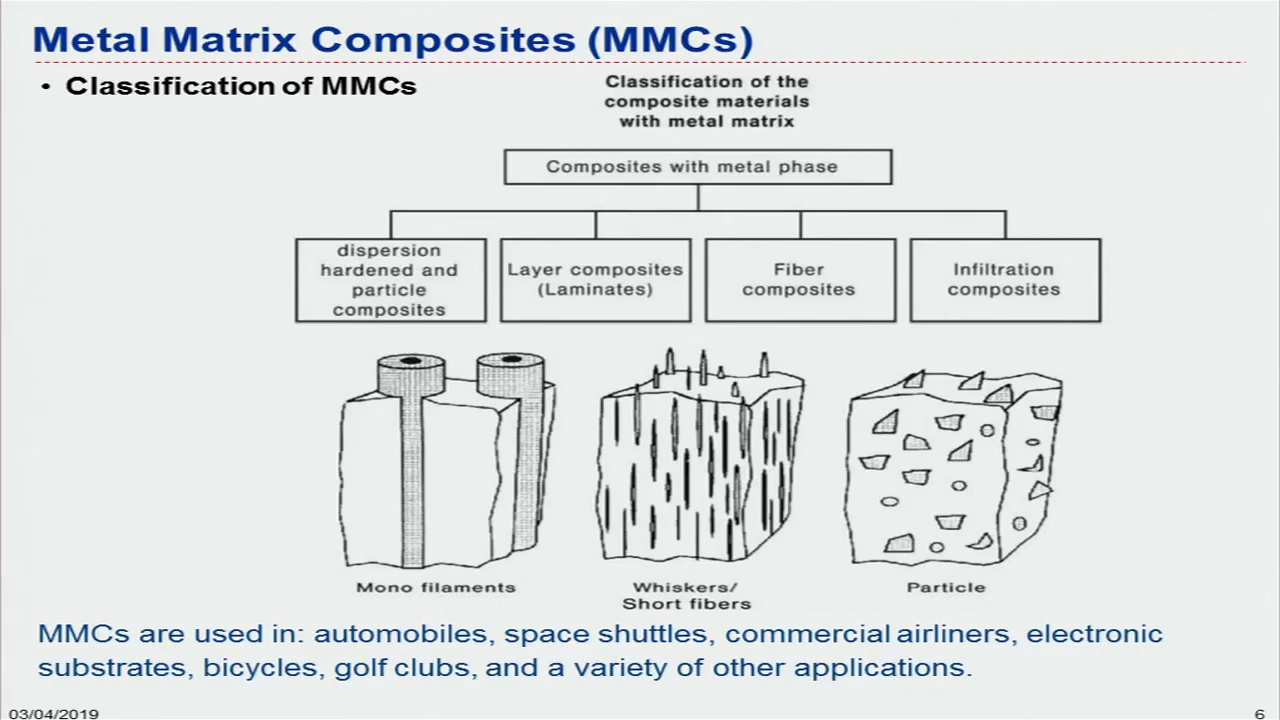 Metal Matrix Composites (MMCs)
• Classification of MMCs
Classification of the
composite materials
with metal matrix
Composites with metal phase
dispersion
hardened and
particle
composites
Layer composites
(Laminates)
Fiber
composites
Infiltration
composites
Mono filaments
Whiskers/
Short fibers
Particle
MMCs are used in: automobiles, space shuttles, commercial airliners, electronic
substrates, bicycles, golf clubs, and a variety of other applications.
03/04/2019
6